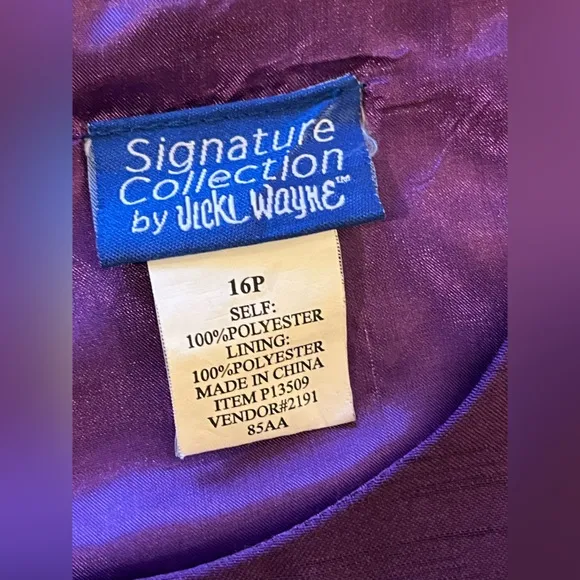 Signature
Collection
by Vicki Wayne™
16P
SELF:
100%POLYESTER
LINING:
100%POLYESTER
MADE IN CHINA
ITEM P13509
VENDOR#2191
85AA